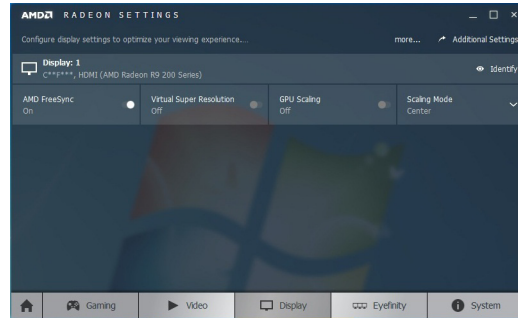 AMD RADEON SETTINGS
Configure display settings to optimize your viewing experience....
more...
Additional Settings
Display: 1
C**F***, HDMI (AMD Radeon R9 200 Series)
Identify
AMD FreeSync
On
Virtual Super Resolution
Off
GPU Scaling
Off
Scaling Mode
Center
Gaming
Video
Display
Eyefinity
System